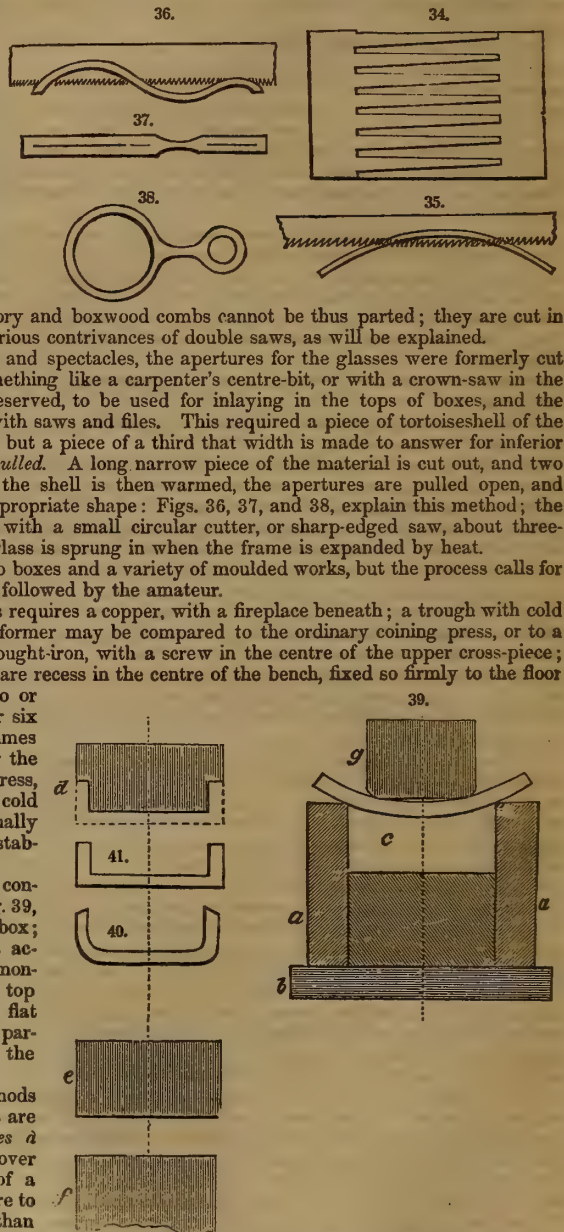 36.
34.
37.
38.
35.
ory and boxwood combs cannot be thus parted; they are cut in
rious contrivances of double saws, as will be explained.
and spectacles, the apertures for the glasses were formerly cut
nething like a carpenter's centre-bit, or with a crown-saw in the
eserved, to be used for inlaying in the tops of boxes, and the
vith saws and files. This required a piece of tortoiseshell of the
but a piece of a third that width is made to answer for inferior
ulled. A long narrow piece of the material is cut out, and two
the shell is then warmed, the apertures are pulled open, and
propriate shape: Figs. 36, 37, and 38, explain this method; the
with a small circular cutter, or sharp-edged saw, about three-
lass is sprung in when the frame is expanded by heat.
o boxes and a variety of moulded works, but the process calls for
followed by the amateur.
s requires a copper, with a fireplace beneath; a trough with cold
former may be compared to the ordinary coining press, or to a
ought-iron, with a screw in the centre of the upper cross-piece;
are recess in the centre of the bench, fixed so firmly to the floor
o or
r six
mes
the
ress,
cold
nally
stab-
con-
. 39,
box;
ac-
mon-
top
flat
par-
the
nods
are
es d
over
of a
re to
than
d
41.
40.
e
f
39.
g
c
a
a
b